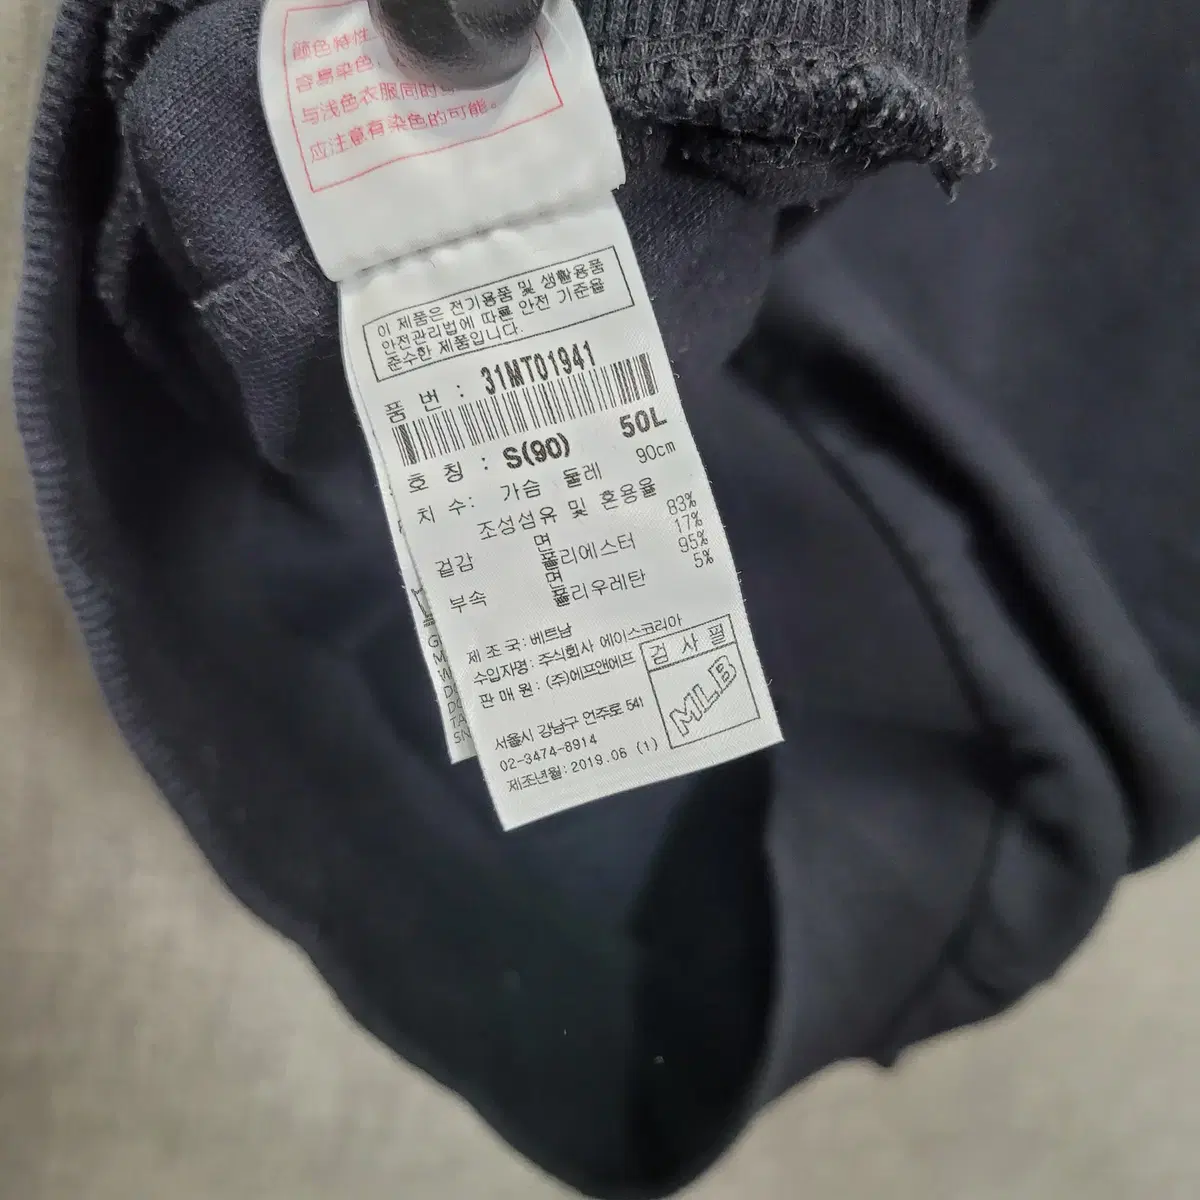 颜色特性
容易染色
与浅色衣服同时
应注意有染色的可能。
이 제품은 전기용품 및 생활용품
안전관리법에 따른 안전 기준을
준수한 제품입니다.
품 번 : 31MT01941
호 칭 : S(90) 50L
치 수: 가슴 둘레 90cm
조성섬유 및 혼용율
겉감 면 83%
폴리에스터 17%
부속 면 95%
폴리우레탄 5%
제 조 국: 베트남
수입자명: 주식회사 에이스코리아
판 매 원: (주)에프앤에프
검 사 필
MLB
서울시 강남구 언주로 541
02-3474-8914
제조년월: 2019.06 (1)